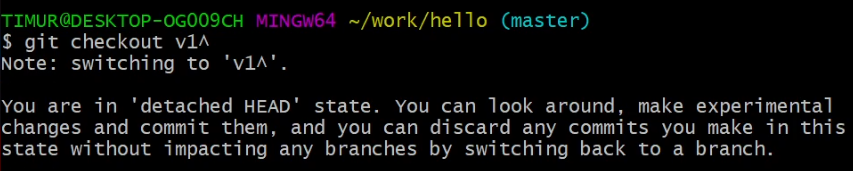 TIMUR@DESKTOP-OG0O9CH MINGW64 ~/work/hello (master)
$ git checkout v1^
Note: switching to 'v1^'.
You are in 'detached HEAD' state. You can look around, make experimental
changes and commit them, and you can discard any commits you make in this
state without impacting any branches by switching back to a branch.